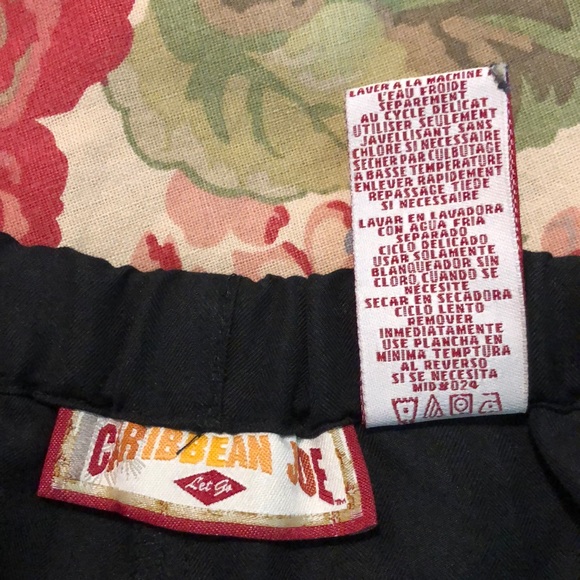 LAVER A LA MACHINE
L'EAU FROIDE
SEPAREMENT
AU CYCLE DELICAT
UTILISER SEULEMENT
JAVELLISANT SANS
CHLORE SI NECESSAIRE
SECHER PAR CULBUTAGE
A BASSE TEMPERATURE
ENLEVER RAPIDEMENT
REPASSAGE TIEDE
SI NECESSAIRE
LAVAR EN LAVADORA
CON AGUA FRIA
SEPARADO
CICLO DELICADO
USAR SOLAMENTE
BLANQUEADOR SIN
CLORO CUANDO SE
NECESITE
SECAR EN SECADORA
CICLO LENTO
REMOVER
INMEDIATAMENTE
USE PLANCHA EN
MINIMA TEMPTURA
AL REVERSO
SI SE NECESITA
MID#024
CARIBBEAN JOE
Let Go
TM